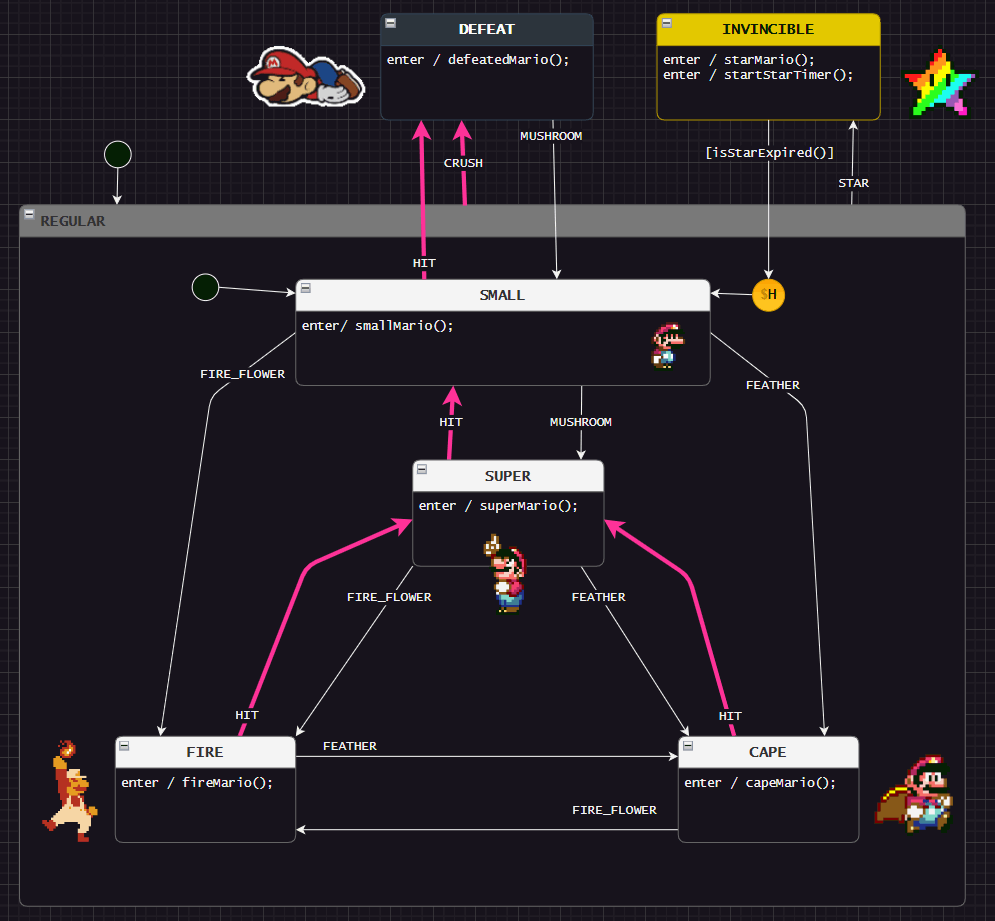 DEFEAT
enter / defeatedMario();
INVINCIBLE
enter / starMario();
enter / startStarTimer();
MUSHROOM
CRUSH
[isStarExpired()]
STAR
REGULAR
HIT
SMALL
enter/ smallMario();
$H
FIRE_FLOWER
FEATHER
HIT
MUSHROOM
SUPER
enter / superMario();
FIRE_FLOWER
FEATHER
HIT
HIT
FIRE
enter / fireMario();
FEATHER
CAPE
enter / capeMario();
FIRE_FLOWER